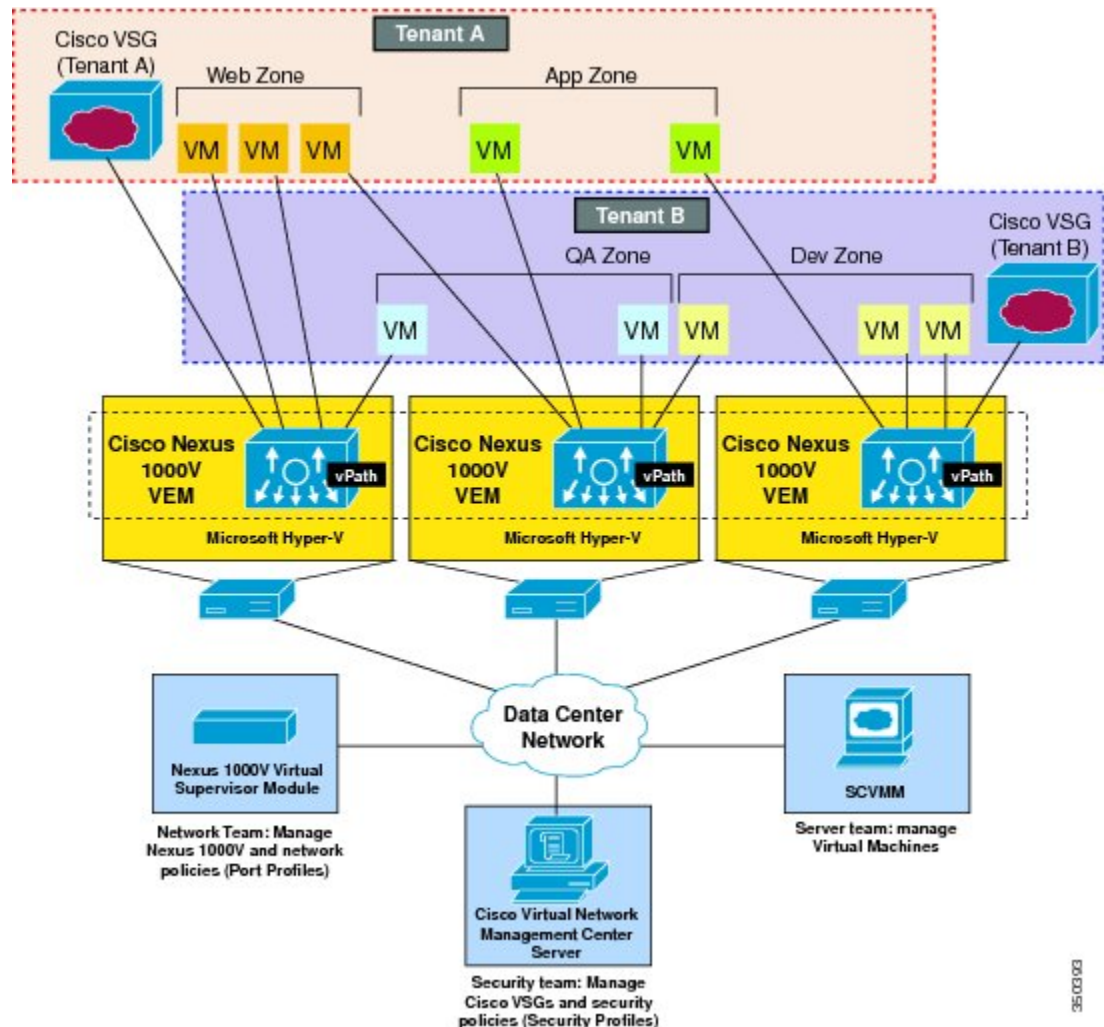 Tenant A
Cisco VSG
(Tenant A)
Web Zone
App Zone
VM
VM
VM
VM
VM
Tenant B
Cisco VSG
(Tenant B)
QA Zone
Dev Zone
VM
VM
VM
VM
VM
Cisco Nexus
1000V
VEM
vPath
Microsoft Hyper-V
Cisco Nexus
1000V
VEM
vPath
Microsoft Hyper-V
Cisco Nexus
1000V
VEM
vPath
Microsoft Hyper-V
Data Center
Network
Nexus 1000V Virtual
Supervisor Module
Network Team: Manage
Nexus 1000V and network
policies (Port Profiles)
SCVMM
Server team: manage
Virtual Machines
Cisco Virtual Network
Management Center
Server
Security team: Manage
Cisco VSGs and security
policies (Security Profiles)
350393